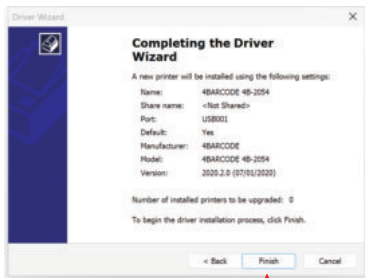 Driver Wizard
Completing the Driver
Wizard
A new printer will be installed using the following settings:
Name: 4BARCODE 4B-2054
Share name: <Not Shared>
Port: USB001
Default: Yes
Manufacturer: 4BARCODE
Model: 4BARCODE 4B-2054
Version: 2020.2.0 (07/01/2020)
Number of installed printers to be upgraded: 0
To begin the driver installation process, click Finish.
< Back Finish Cancel